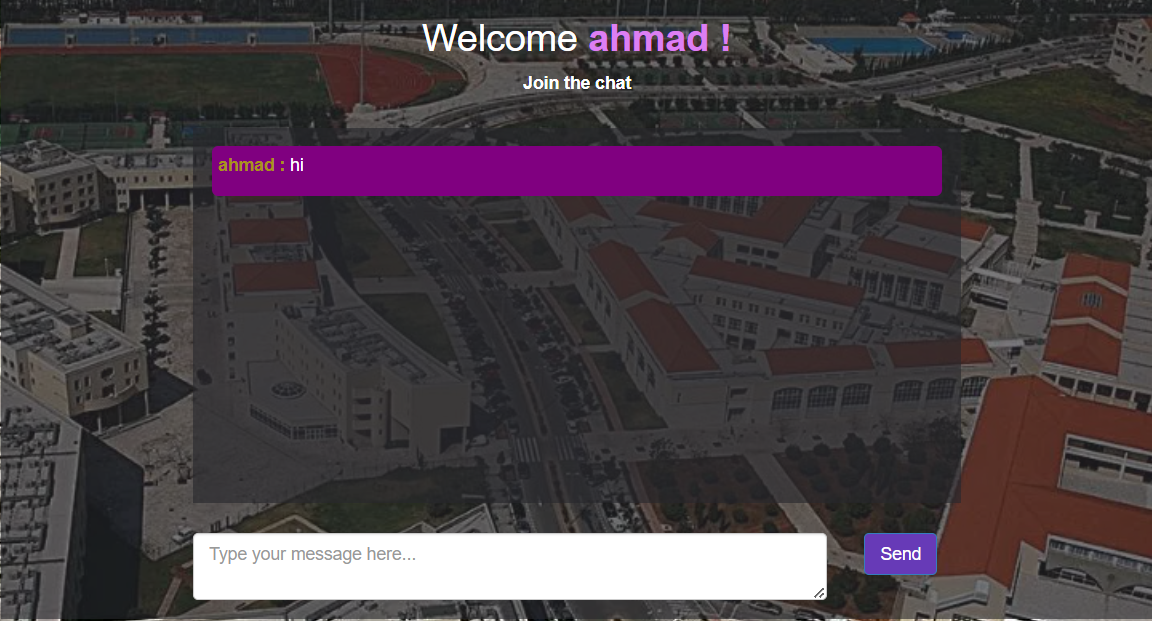 Welcome ahmad !
Join the chat
ahmad : hi
Type your message here...
Send